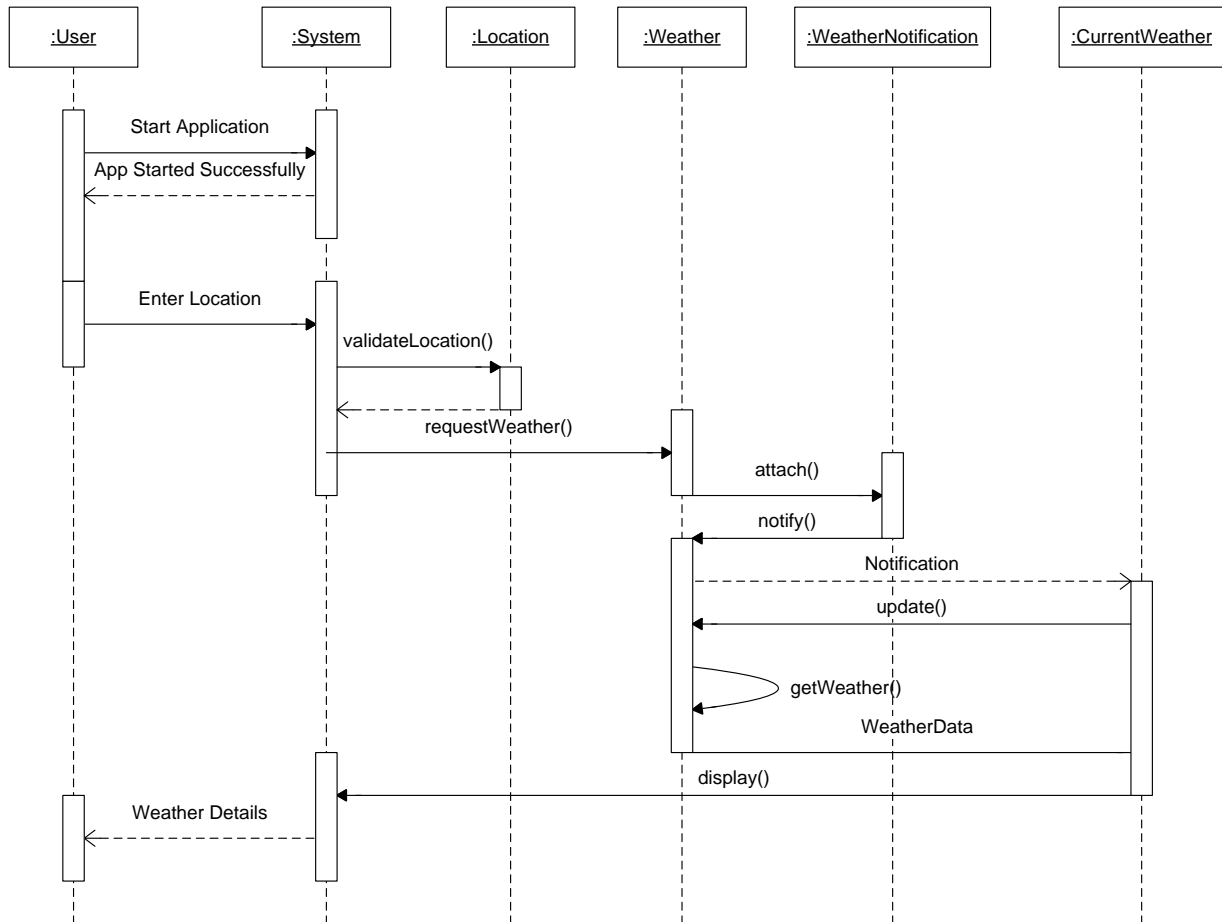 :User
:System
:Location
:Weather
:WeatherNotification
:CurrentWeather
Start Application
App Started Successfully
Enter Location
validateLocation()
requestWeather()
attach()
notify()
Notification
update()
getWeather()
WeatherData
display()
Weather Details